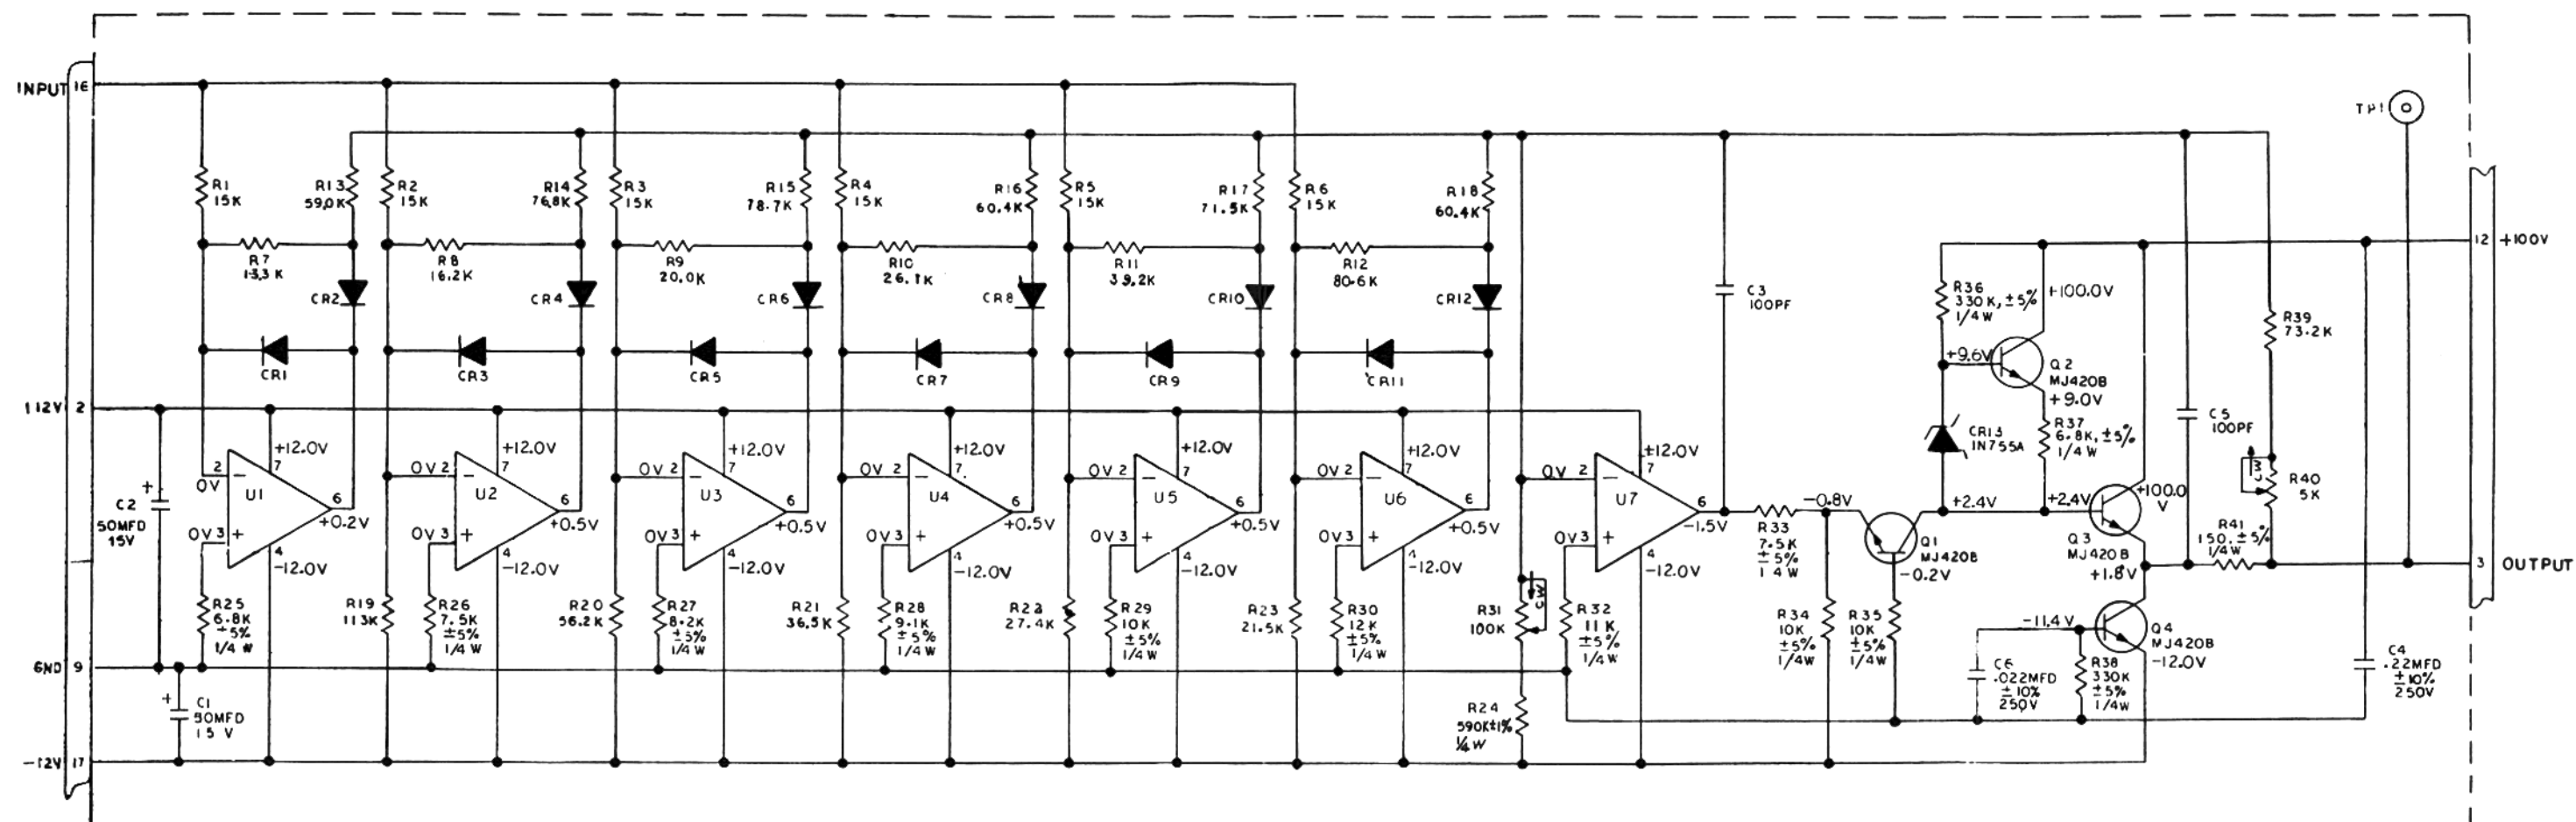 INPUT 16
TP1
R1
15K
R13
59.0K
R2
15K
R14
76.8K
R3
15K
R15
78.7K
R4
15K
R16
60.4K
R5
15K
R17
71.5K
R6
15K
R18
60.4K
R7
13.3K
R8
16.2K
R9
20.0K
R10
26.1K
R11
39.2K
R12
80.6K
12 +100V
CR2
CR4
CR6
CR8
CR10
CR12
C3
100PF
R36
330K, ±5%
1/4W
+100.0V
R39
73.2K
CR1
CR3
CR5
CR7
CR9
CR11
+9.6V
Q2
MJ420B
+9.0V
112V 2
C5
100PF
CR13
1N755A
R37
6.8K, ±5%
1/4W
CW
R40
5K
+12.0V
7
2
0V
U1
6
+0.2V
0V 3
4
-12.0V
+12.0V
7
0V 2
U2
6
+0.5V
0V 3
4
-12.0V
+12.0V
7
0V 2
U3
6
+0.5V
0V 3
4
-12.0V
+12.0V
7
0V 2
U4
6
+0.5V
0V 3
4
-12.0V
+12.0V
7
0V 2
U5
6
+0.5V
0V 3
4
-12.0V
+12.0V
7
0V 2
U6
6
+0.5V
0V 3
4
-12.0V
±12.0V
7
0V 2
U7
6
-1.5V
0V 3
4
-12.0V
C2
50MFD
15V
R33
7.5K
±5%
1 4W
-0.8V
Q1
MJ420B
-0.2V
+2.4V
+2.4V
+100.0
V
Q3
MJ420B
+1.8V
R41
150. ±5%
1/4W
3 OUTPUT
R25
6.8K
±5%
1/4W
R19
113K
R26
7.5K
±5%
1/4W
R20
56.2K
R27
8.2K
±5%
1/4W
R21
36.5K
R28
9.1K
±5%
1/4W
R22
27.4K
R29
10K
±5%
1/4W
R23
21.5K
R30
12K
±5%
1/4W
R31
100K
CW
R32
11K
±5%
1/4W
R34
10K
±5%
1/4W
R35
10K
±5%
1/4W
-11.4V
Q4
MJ420B
-12.0V
C6
.022MFD
±10%
250V
R38
330K
±5%
1/4W
C4
.22MFD
±10%
250V
GND 9
C1
50MFD
15 V
R24
590K±1%
1/4W
-12V 17